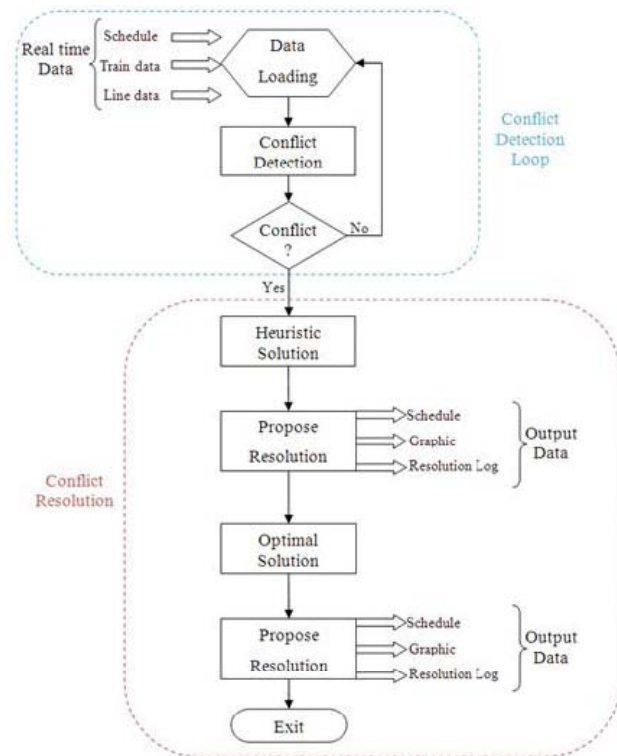 Real time
Data
Schedule
Train data
Line data
Data
Loading
Conflict
Detection
Conflict
?
No
Yes
Conflict
Detection
Loop
Heuristic
Solution
Propose
Resolution
Schedule
Graphic
Resolution Log
Output
Data
Conflict
Resolution
Optimal
Solution
Propose
Resolution
Schedule
Graphic
Resolution Log
Output
Data
Exit